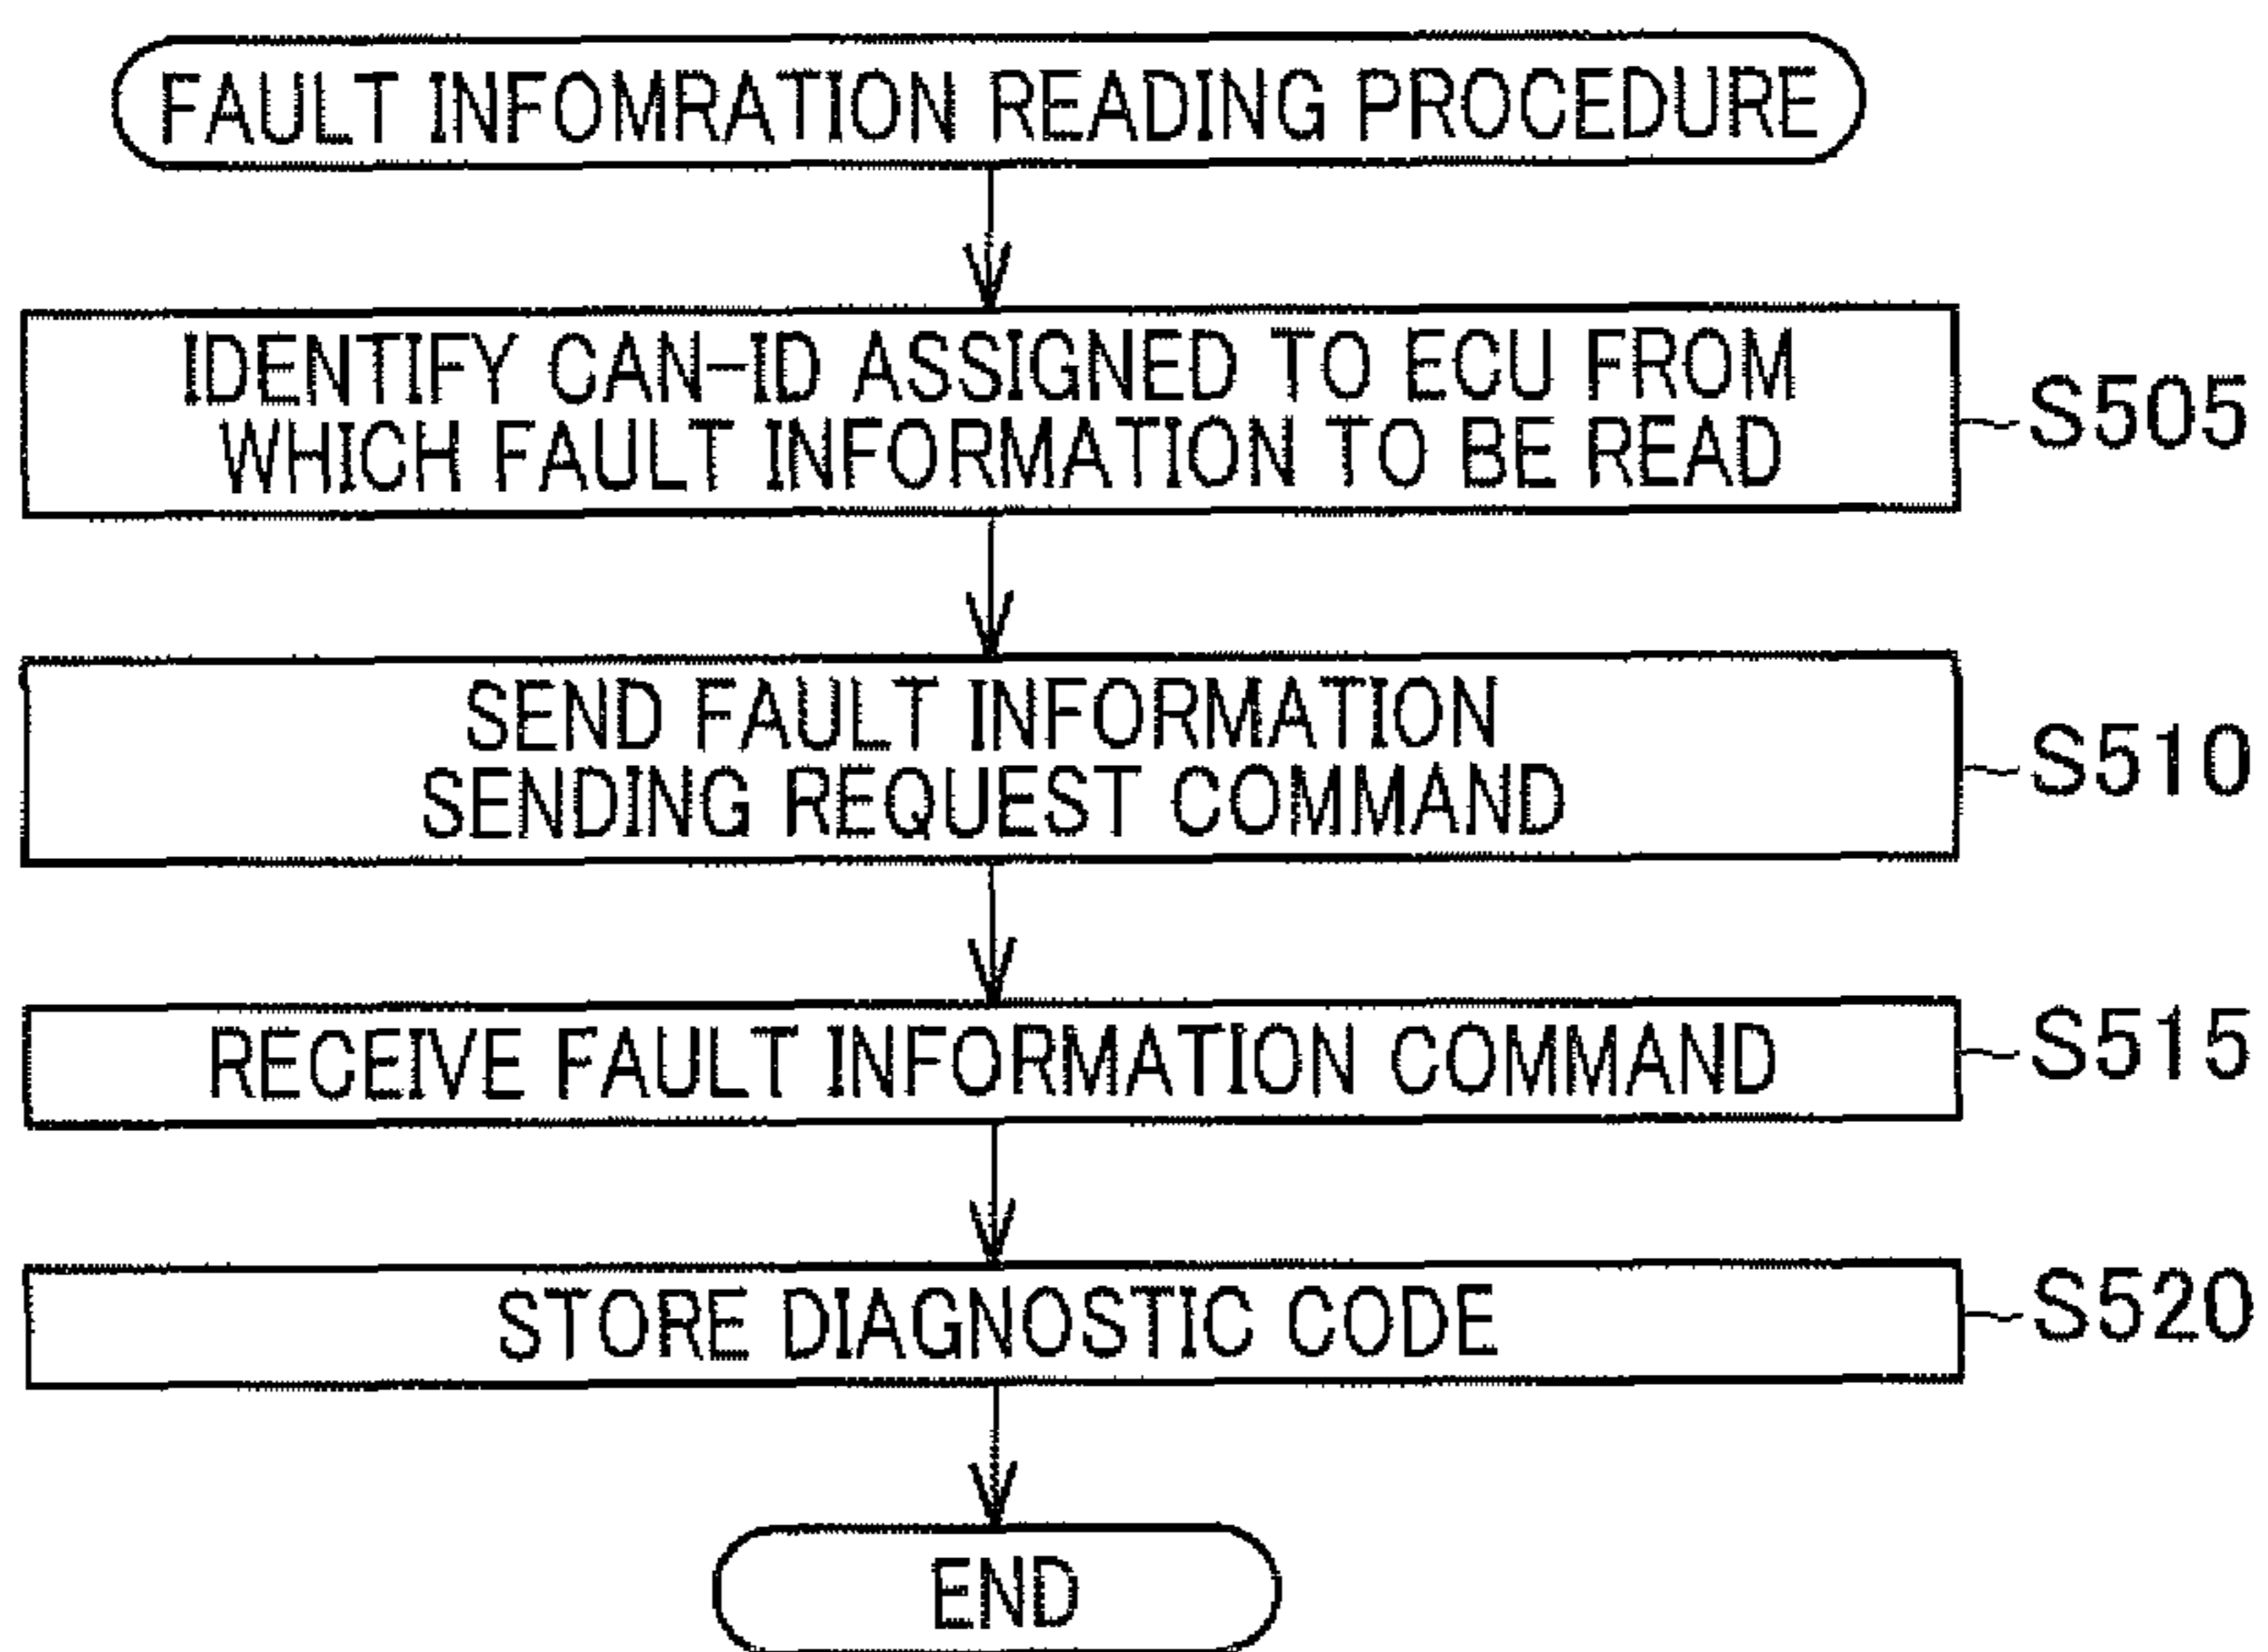 FAULT INFOMRATION READING PROCEDURE
IDENTIFY CAN-ID ASSIGNED TO ECU FROM
WHICH FAULT INFORMATION TO BE READ
S505
SEND FAULT INFORMATION
SENDING REQUEST COMMAND
S510
RECEIVE FAULT INFORMATION COMMAND
S515
STORE DIAGNOSTIC CODE
S520
END